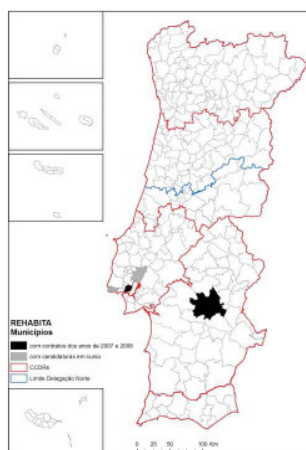 REHABITA
Municípios
com contratos dos anos de 2007 e 2008
com candidaturas em curso
CCDRs
Limite Delegação Norte
0 25 50 100 Km